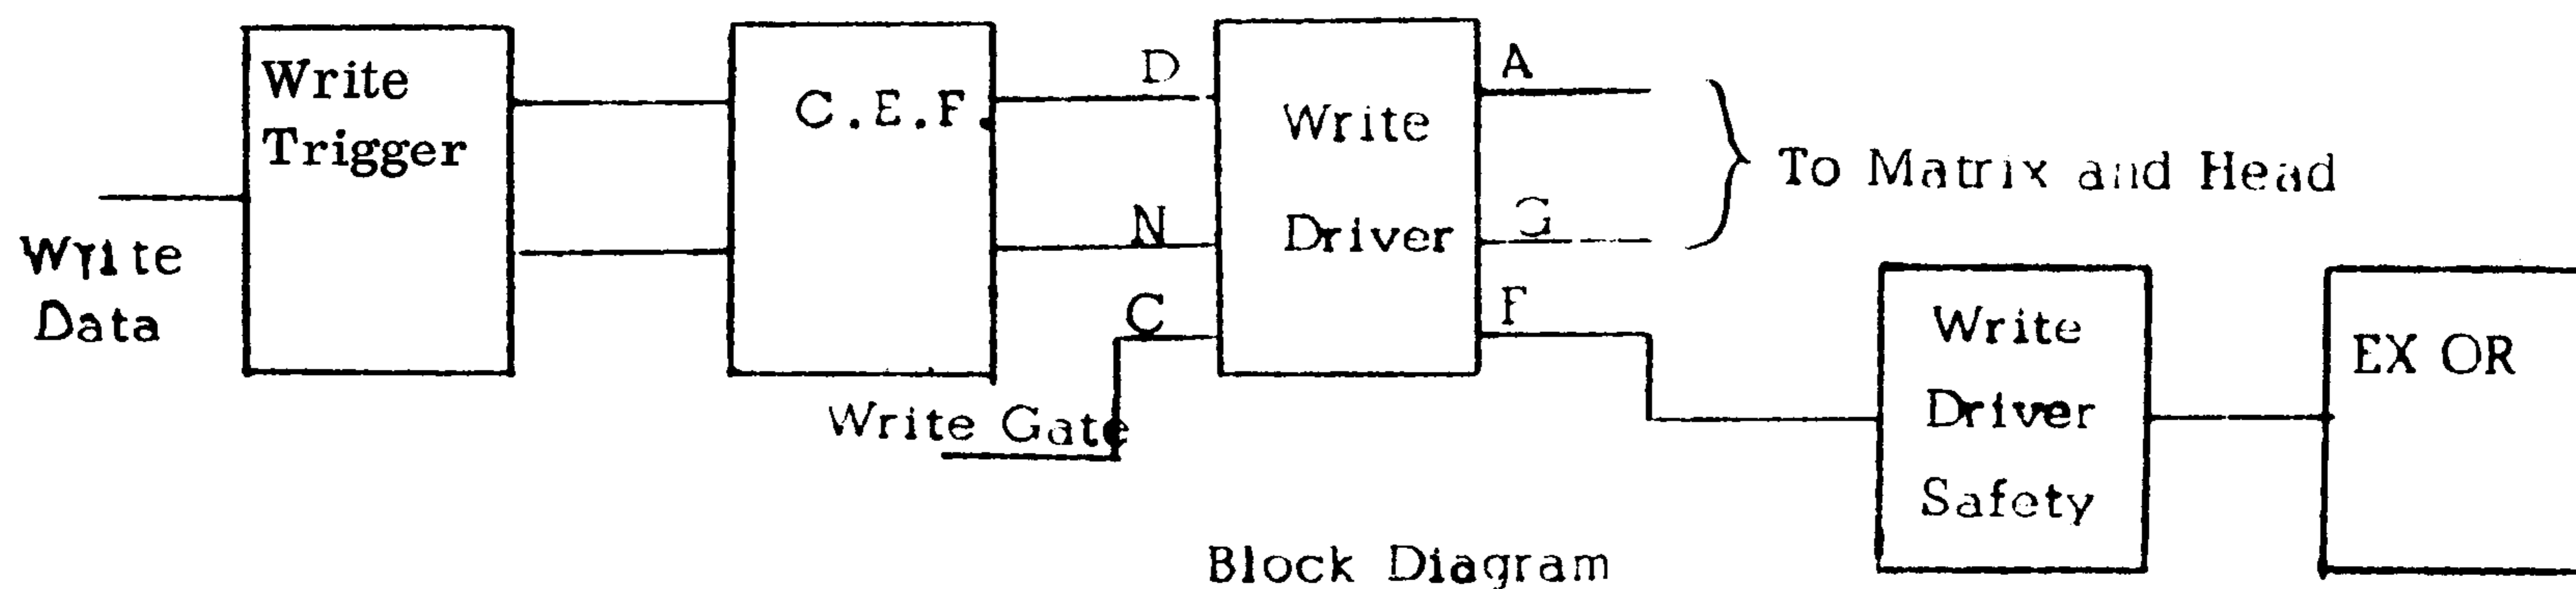 Write
Trigger
Write
Data
C.E.F.
D
N
C
Write Gate
Write
Driver
A
G
F
To Matrix and Head
Write
Driver
Safety
EX OR
Block Diagram